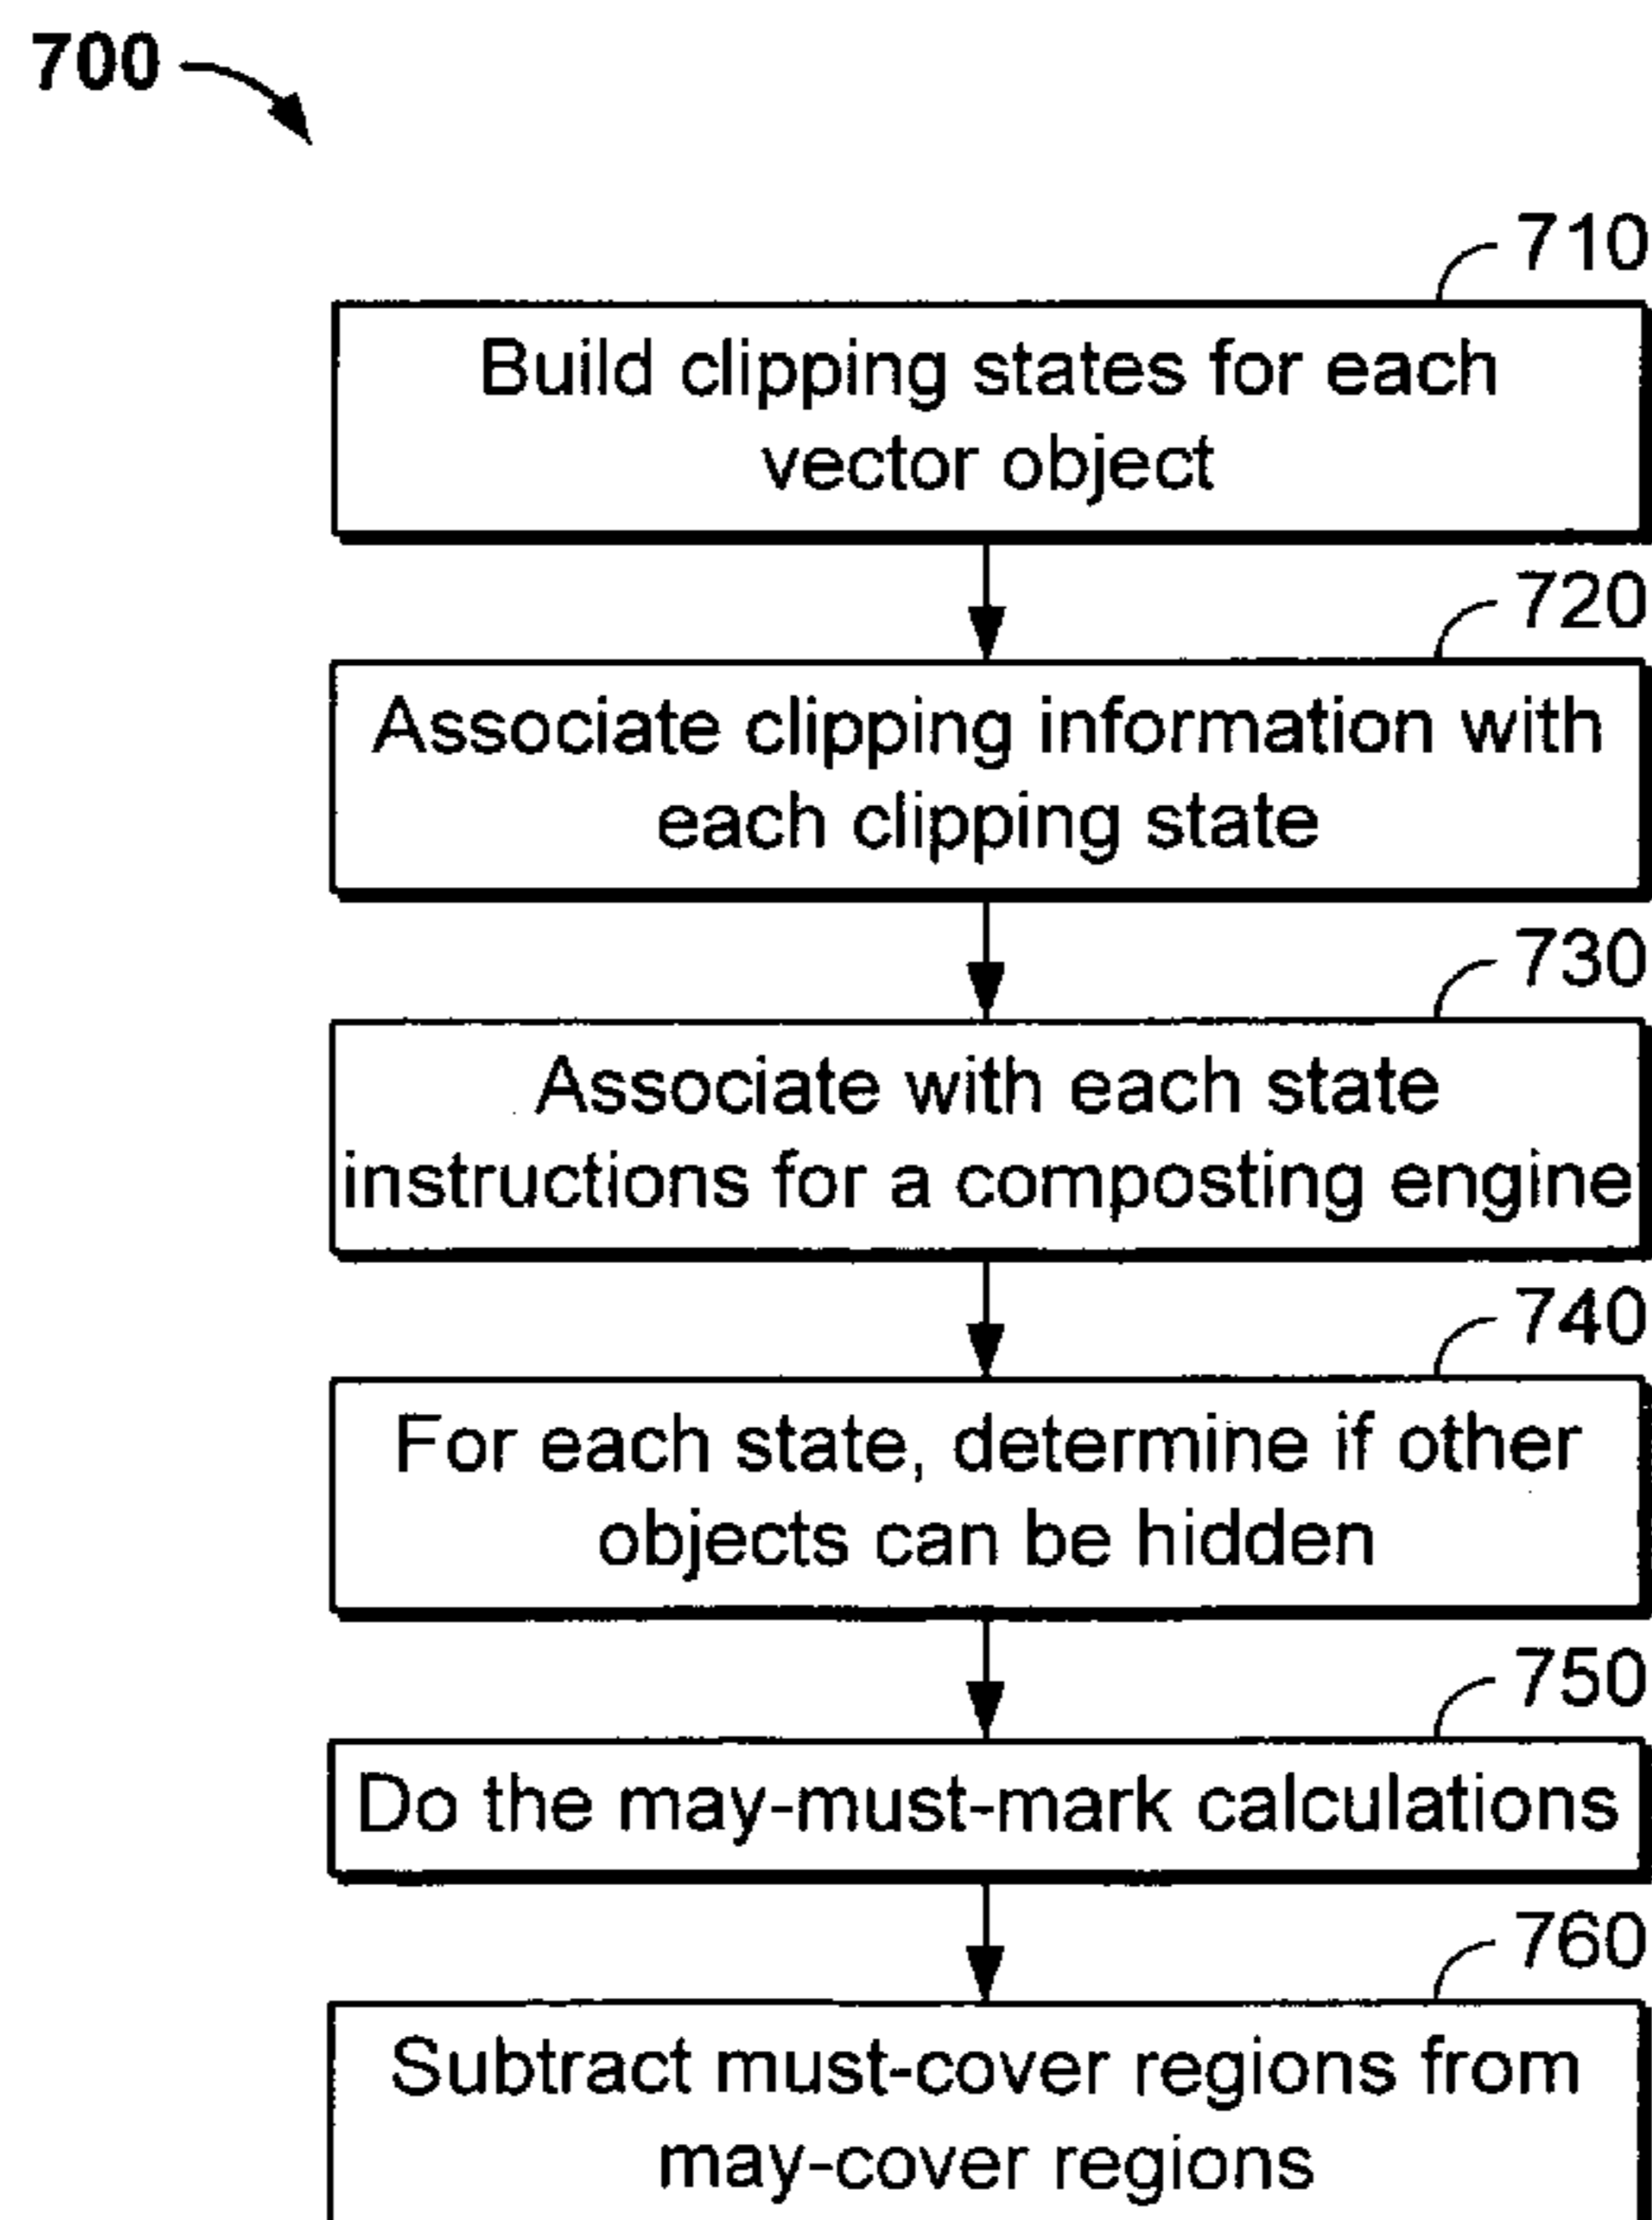 700
710
Build clipping states for each
vector object
720
Associate clipping information with
each clipping state
730
Associate with each state
instructions for a composting engine
740
For each state, determine if other
objects can be hidden
750
Do the may-must-mark calculations
760
Subtract must-cover regions from
may-cover regions